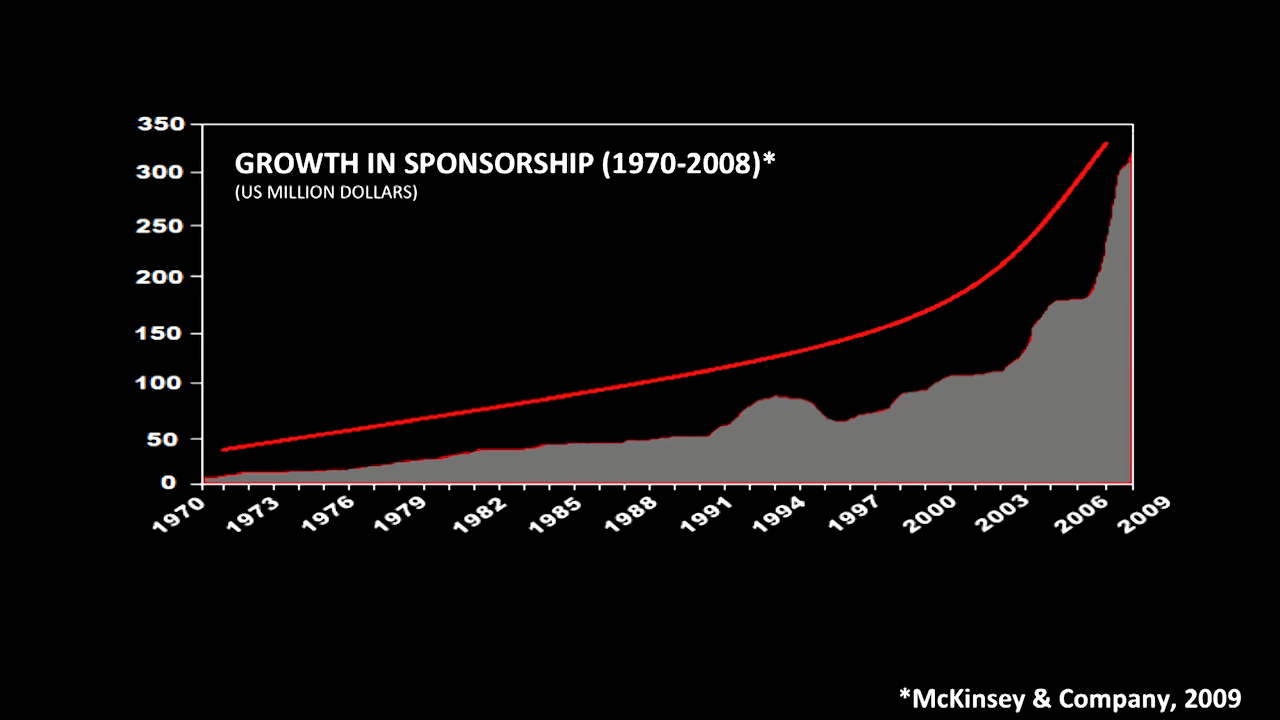 GROWTH IN SPONSORSHIP (1970-2008)*
(US MILLION DOLLARS)
350
300
250
200
150
100
50
0
1970 1973 1976 1979 1982 1985 1988 1991 1994 1997 2000 2003 2006 2009
*McKinsey & Company, 2009